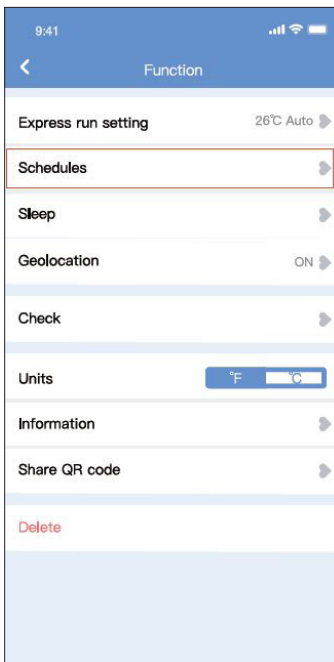 9:41
Function
Express run setting 26°C Auto
Schedules
Sleep
Geolocation ON
Check
Units °F °C
Information
Share QR code
Delete